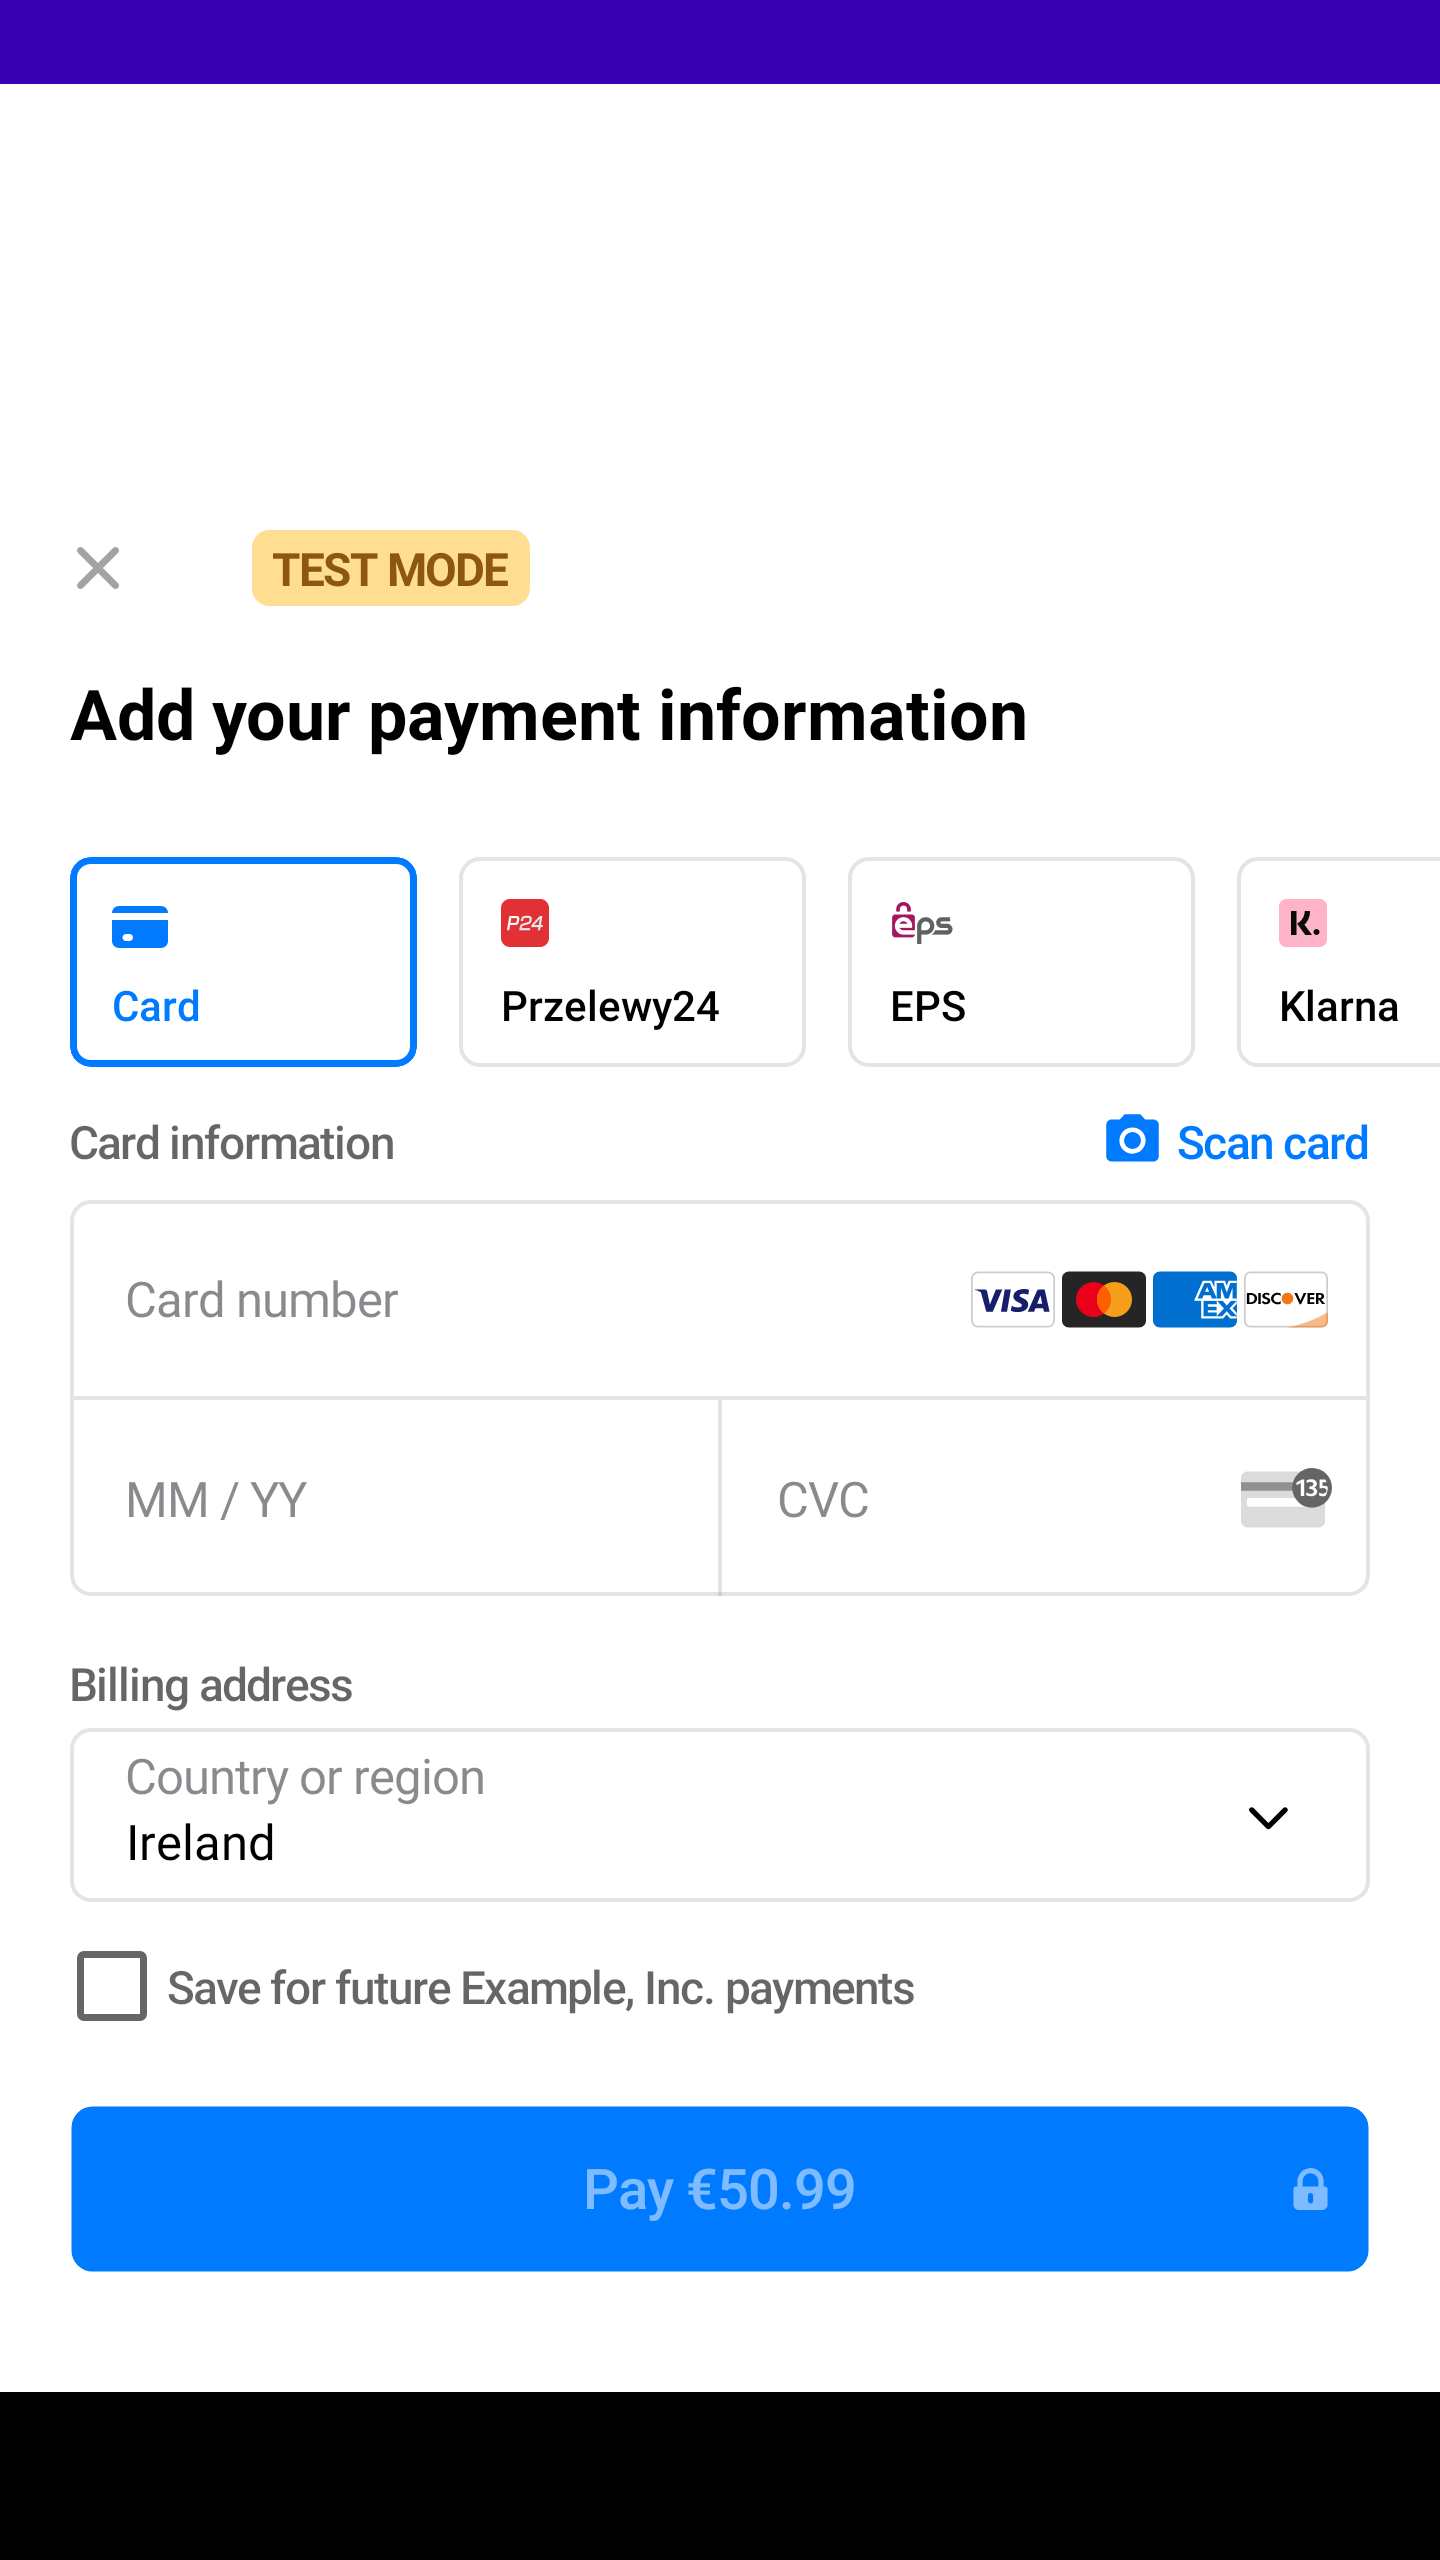 TEST MODE
Add your payment information
P24
ėps
K.
Card
Przelewy24
EPS
Klarna
Card information
Scan card
Card number
VISA
AM
EX
DISCOVER
MM / YY
CVC
135
Billing address
Country or region
Ireland
Save for future Example, Inc. payments
Pay €50.99